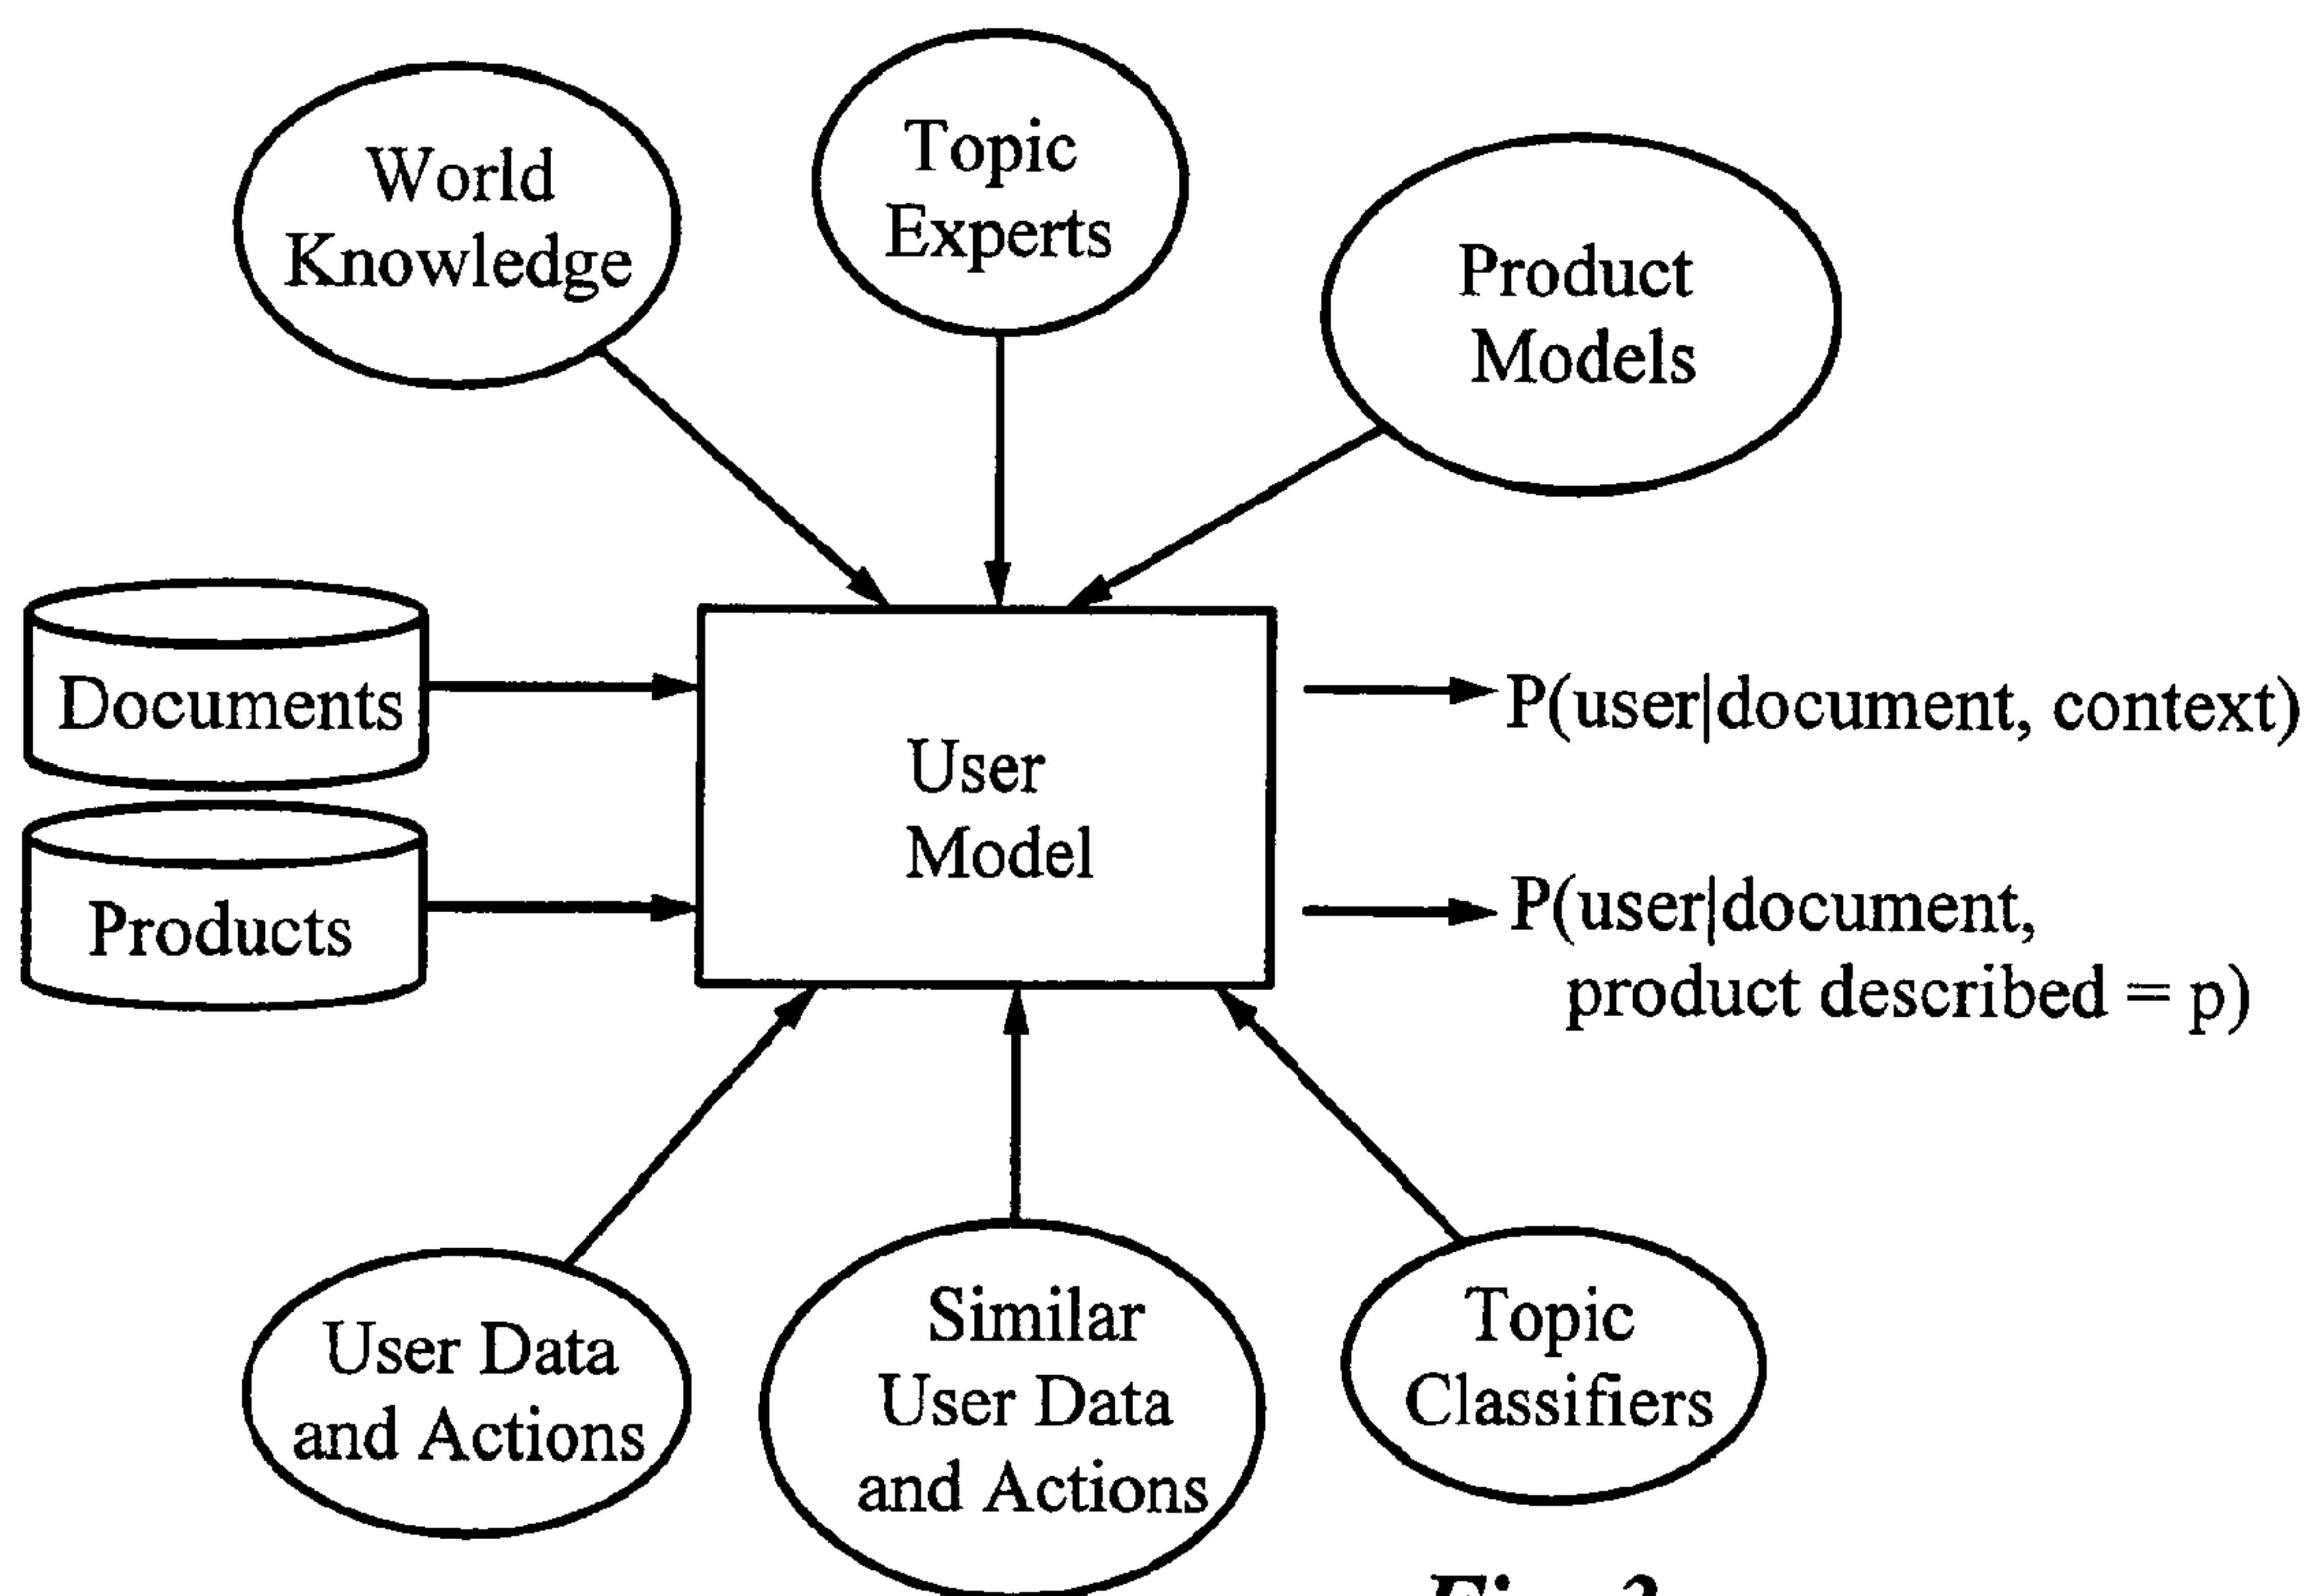 World
Knowledge
Topic
Experts
Product
Models
Documents
Products
User
Model
P(user|document, context)
P(user|document,
product described = p)
User Data
and Actions
Similar
User Data
and Actions
Topic
Classifiers